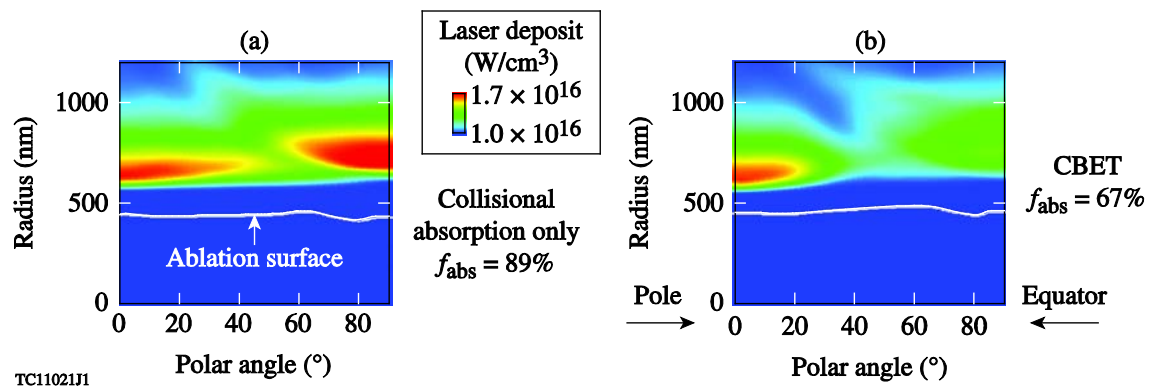 (a)
Radius (nm)
1000
500
0
0 20 40 60 80
Polar angle (°)
Ablation surface
Laser deposit
(W/cm³)
1.7 × 10¹⁶
1.0 × 10¹⁶
Collisional
absorption only
fabs = 89%
(b)
Radius (nm)
1000
500
0
0 20 40 60 80
Polar angle (°)
CBET
fabs = 67%
Pole
Equator
TC11021J1